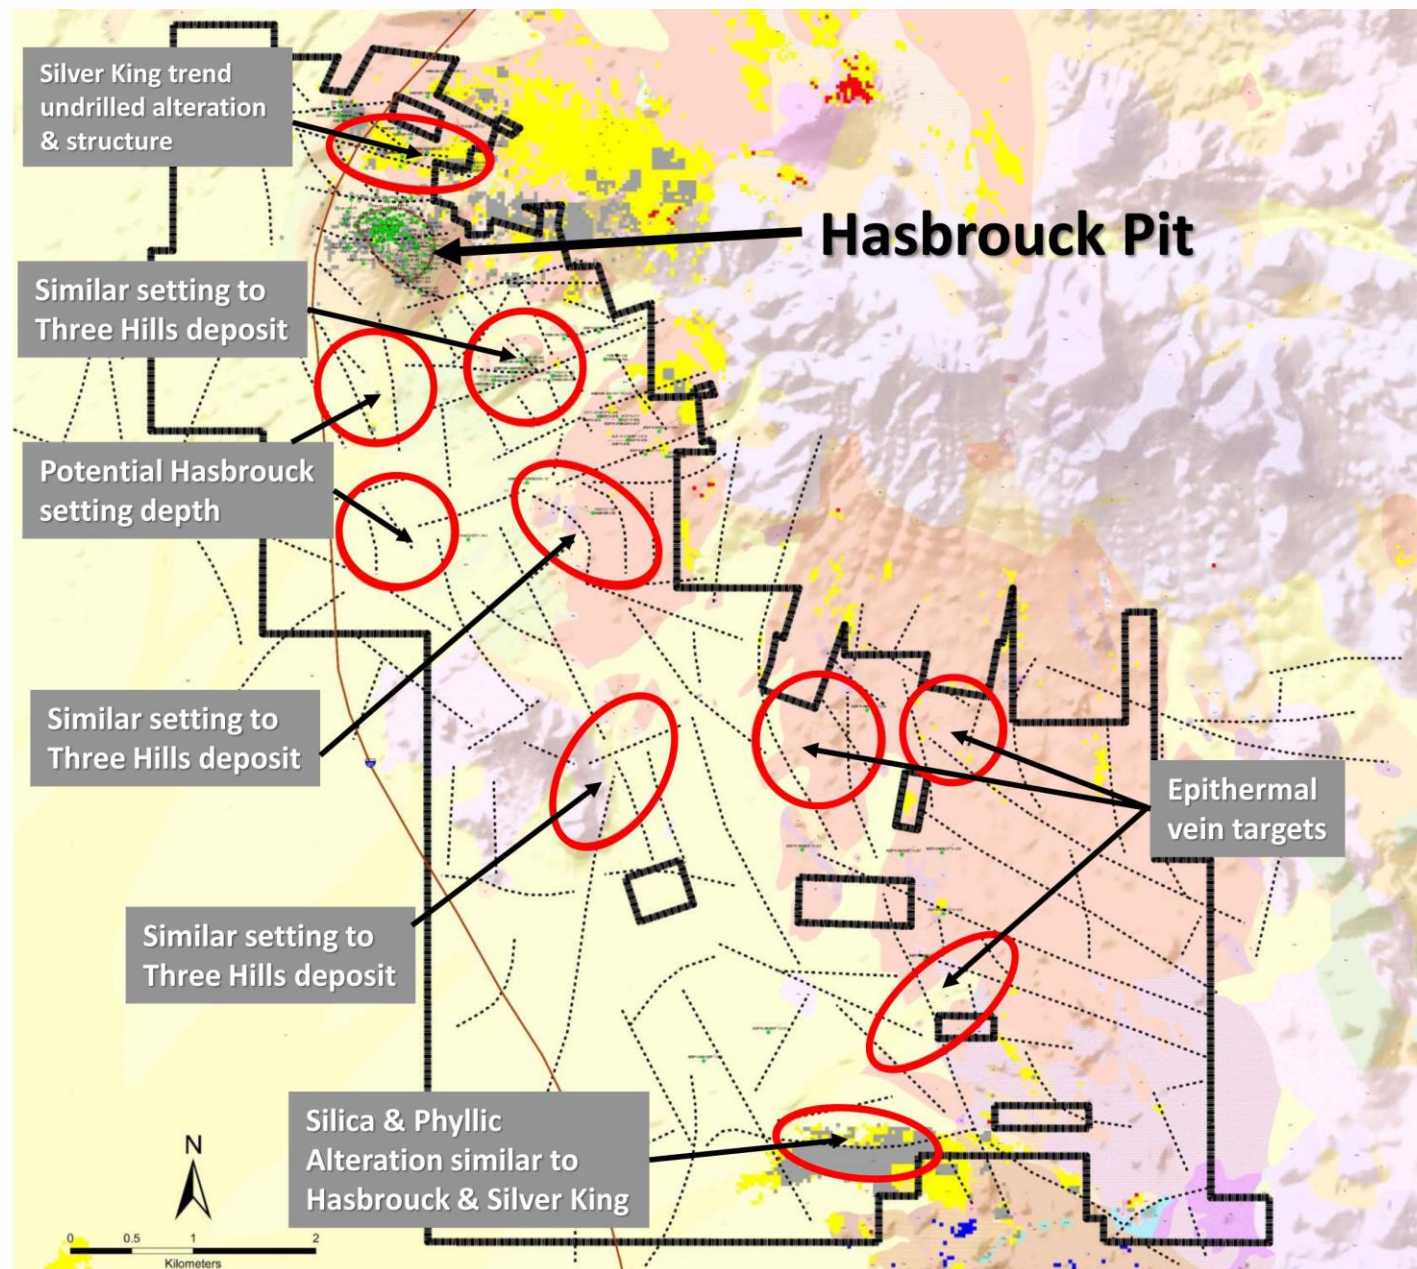 Silver King trend
undrilled alteration
& structure
Hasbrouck Pit
Similar setting to
Three Hills deposit
Potential Hasbrouck
setting depth
Similar setting to
Three Hills deposit
Epithermal
vein targets
Similar setting to
Three Hills deposit
Silica & Phyllic
Alteration similar to
Hasbrouck & Silver King
N
0 0.5 1 2
Kilometers